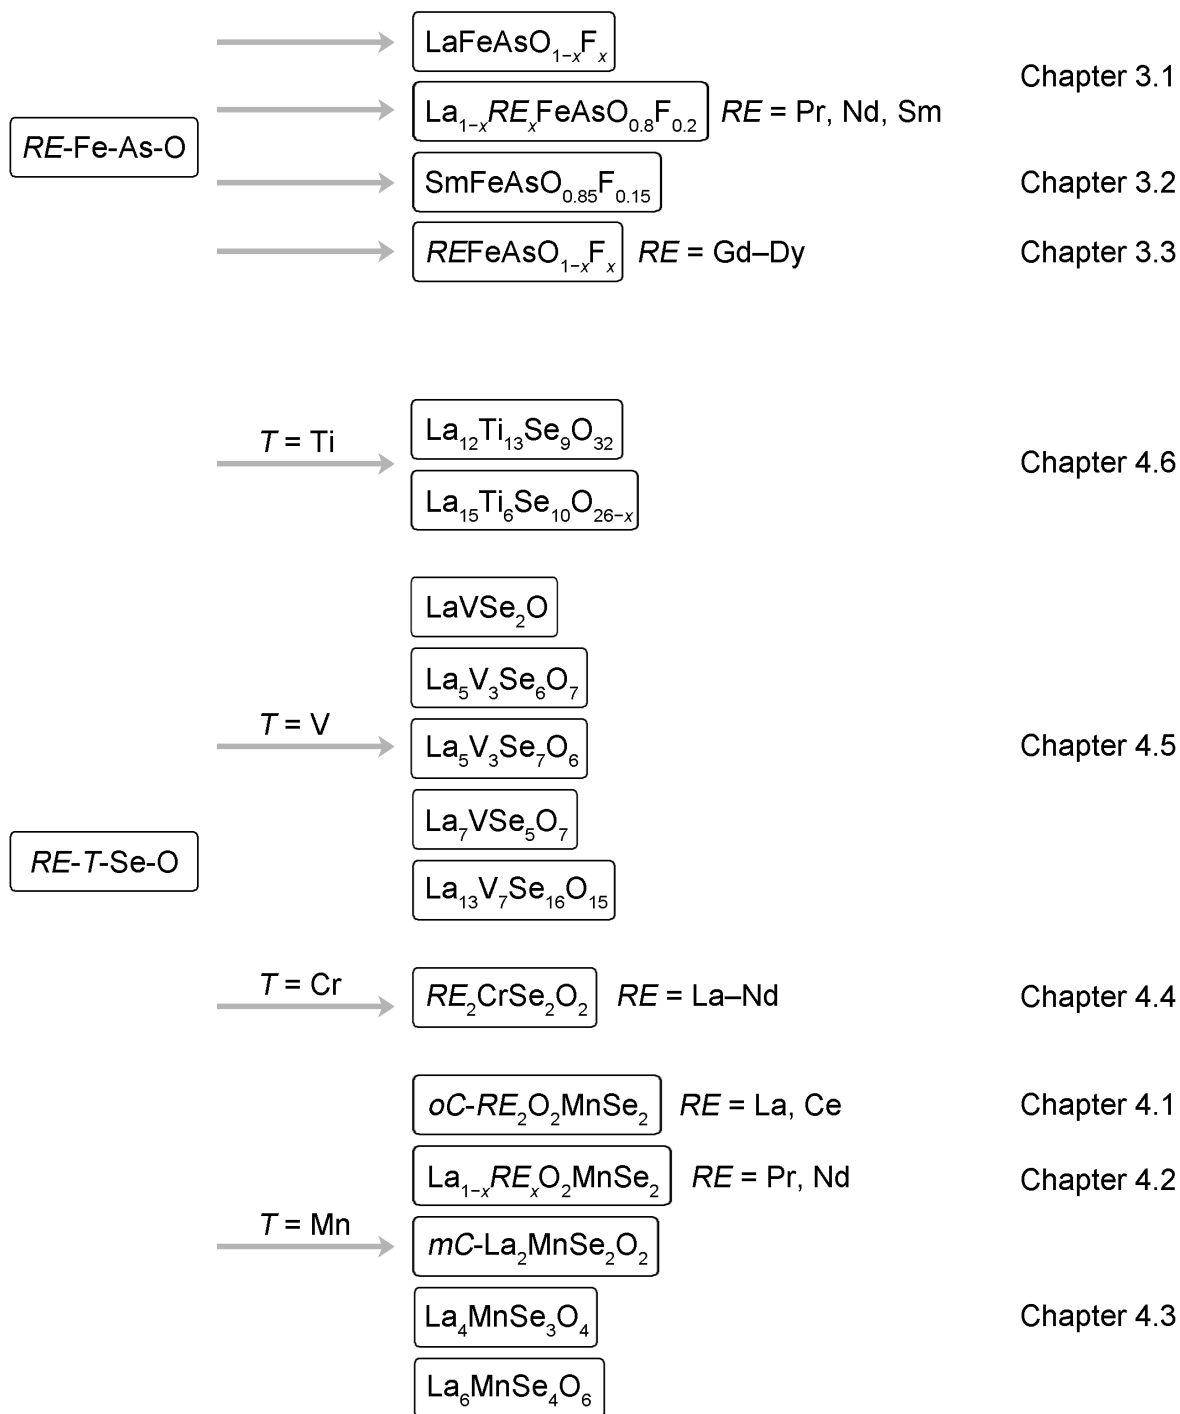 LaFeAsO₁₋ₓFₓ
Chapter 3.1
La₁₋ₓREₓFeAsO₀.₈F₀.₂ RE = Pr, Nd, Sm
RE-Fe-As-O
SmFeAsO₀.₈₅F₀.₁₅ Chapter 3.2
REFeAsO₁₋ₓFₓ RE = Gd–Dy Chapter 3.3
La₁₂Ti₁₃Se₉O₃₂
T = Ti Chapter 4.6
La₁₅Ti₆Se₁₀O₂₆₋ₓ
LaVSe₂O
La₅V₃Se₆O₇
T = V La₅V₃Se₇O₆ Chapter 4.5
La₇VSe₅O₇
RE-T-Se-O
La₁₃V₇Se₁₆O₁₅
T = Cr RE₂CrSe₂O₂ RE = La–Nd Chapter 4.4
oC-RE₂O₂MnSe₂ RE = La, Ce Chapter 4.1
La₁₋ₓREₓO₂MnSe₂ RE = Pr, Nd Chapter 4.2
T = Mn mC-La₂MnSe₂O₂
La₄MnSe₃O₄ Chapter 4.3
La₆MnSe₄O₆